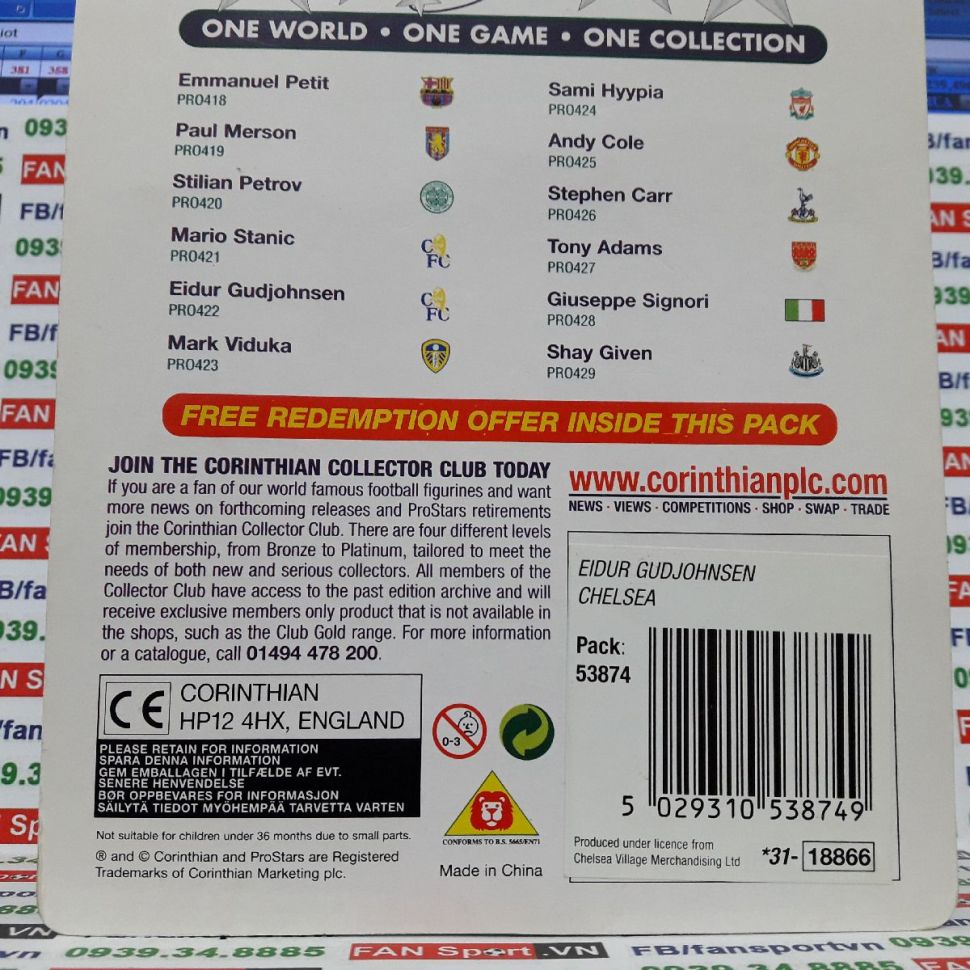 ONE WORLD • ONE GAME • ONE COLLECTION
Emmanuel Petit
PRO418
Paul Merson
PRO419
Stilian Petrov
PRO420
Mario Stanic
PRO421
CFC
Eidur Gudjohnsen
PRO422
CFC
Mark Viduka
PRO423
Sami Hyypia
PRO424
Andy Cole
PRO425
Stephen Carr
PRO426
Tony Adams
PRO427
Giuseppe Signori
PRO428
Shay Given
PRO429
FREE REDEMPTION OFFER INSIDE THIS PACK
JOIN THE CORINTHIAN COLLECTOR CLUB TODAY
If you are a fan of our world famous football figurines and want
more news on forthcoming releases and ProStars retirements
join the Corinthian Collector Club. There are four different levels
of membership, from Bronze to Platinum, tailored to meet the
needs of both new and serious collectors. All members of the
Collector Club have access to the past edition archive and will
receive exclusive members only product that is not available in
the shops, such as the Club Gold range. For more information
or a catalogue, call 01494 478 200.
www.corinthianplc.com
NEWS · VIEWS · COMPETITIONS · SHOP · SWAP · TRADE
EIDUR GUDJOHNSEN
CHELSEA
Pack:
53874
5 029310 538749
Produced under licence from
Chelsea Village Merchandising Ltd
*31- 18866
CE
CORINTHIAN
HP12 4HX, ENGLAND
PLEASE RETAIN FOR INFORMATION
SPARA DENNA INFORMATION
GEM EMBALLAGEN I TILFÆLDE AF EVT.
SENERE HENVENDELSE
BØR OPPBEVARES FOR INFORMASJON
SÄILYTÄ TIEDOT MYÖHEMPÄÄ TARVETTA VARTEN
0-3
CONFORMS TO B.S. 5665/EN71
Made in China
Not suitable for children under 36 months due to small parts.
® and © Corinthian and ProStars are Registered
Trademarks of Corinthian Marketing plc.
0939.34.8885 FAN Sport.VN FB/fansportvn